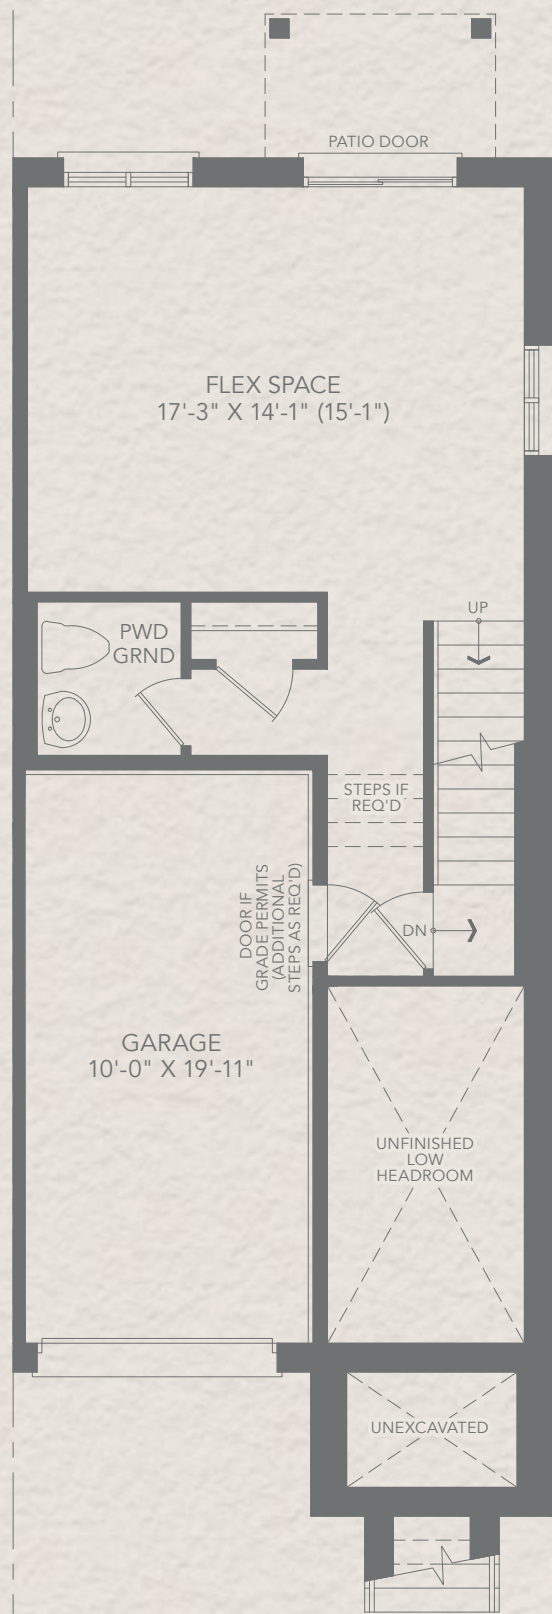 PATIO DOOR
FLEX SPACE
17'-3" X 14'-1" (15'-1")
UP
PWD
GRND
STEPS IF
REQ'D
DOOR IF
GRADE PERMITS
(ADDITIONAL
STEPS AS REQ'D)
DN
GARAGE
10'-0" X 19'-11"
UNFINISHED
LOW
HEADROOM
UNEXCAVATED